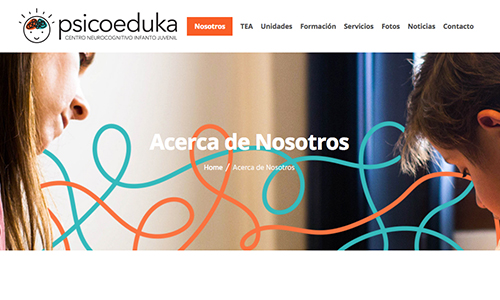 psicoeduka
CENTRO NEUROCOGNITIVO INFANTO JUVENIL
Nosotros TEA Unidades Formación Servicios Fotos Noticias Contacto
Acerca de Nosotros
Home / Acerca de Nosotros